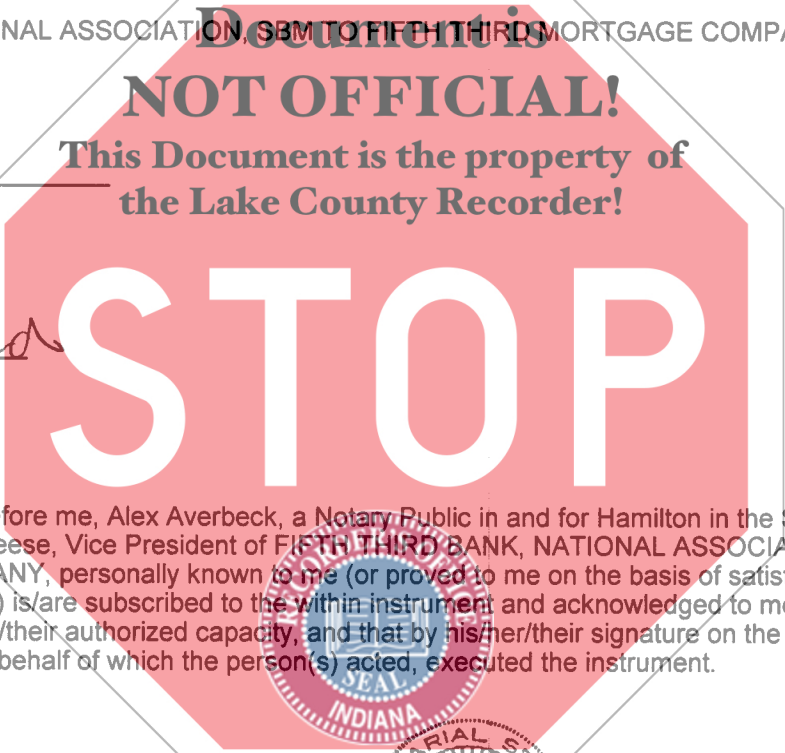 NAL ASSOCIATION, SBM TO FIFTH THIRD MORTGAGE COMPA
Document is
NOT OFFICIAL!
This Document is the property of
the Lake County Recorder!
STOP
fore me, Alex Averbeck, a Notary Public in and for Hamilton in the S
eese, Vice President of FIFTH THIRD BANK, NATIONAL ASSOCIA
ANY, personally known to me (or proved to me on the basis of satisf
) is/are subscribed to the within instrument and acknowledged to me
/their authorized capacity, and that by his/her/their signature on the
behalf of which the person(s) acted, executed the instrument.
SEAL
INDIANA
RIAL S